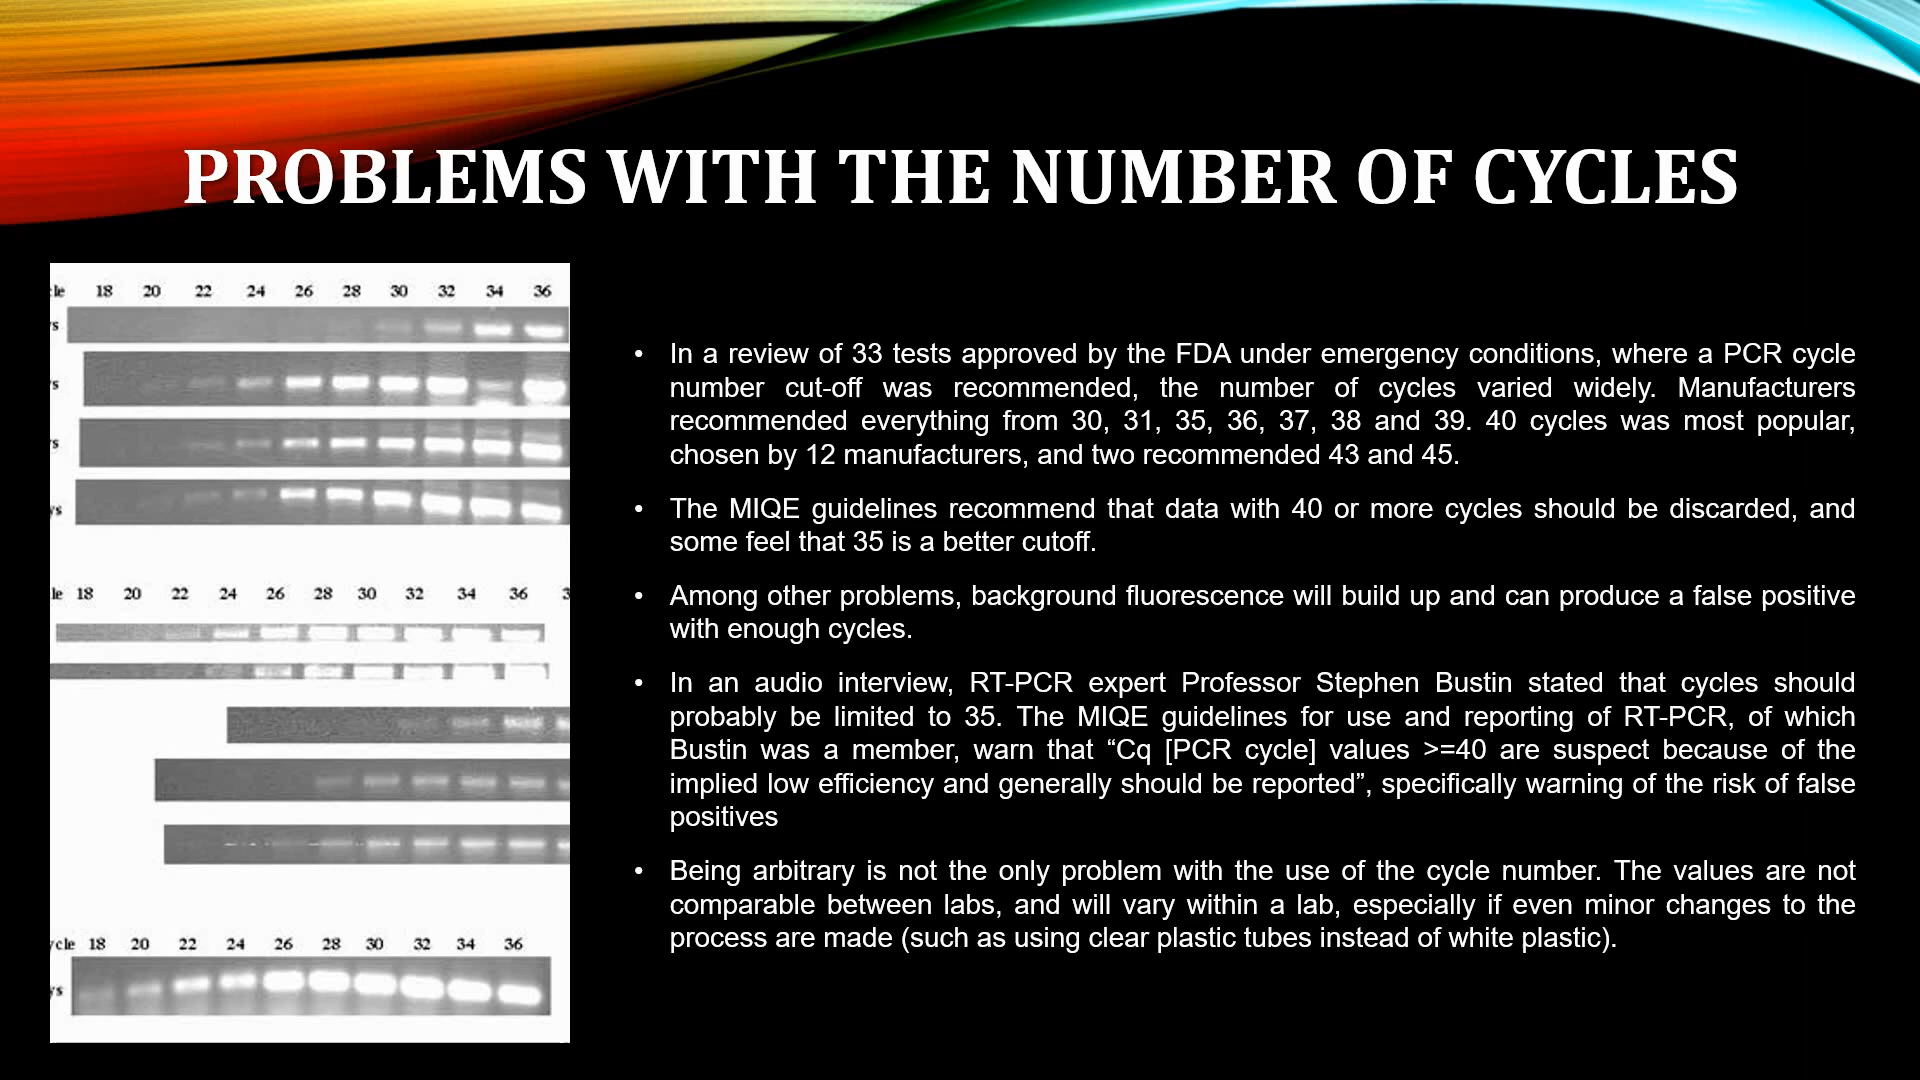 PROBLEMS WITH THE NUMBER OF CYCLES
cle 18 20 22 24 26 28 30 32 34 36
rs
rs
rs
rs
le 18 20 22 24 26 28 30 32 34 36 3
ycle 18 20 22 24 26 28 30 32 34 36
ys
• In a review of 33 tests approved by the FDA under emergency conditions, where a PCR cycle
number cut-off was recommended, the number of cycles varied widely. Manufacturers
recommended everything from 30, 31, 35, 36, 37, 38 and 39. 40 cycles was most popular,
chosen by 12 manufacturers, and two recommended 43 and 45.
• The MIQE guidelines recommend that data with 40 or more cycles should be discarded, and
some feel that 35 is a better cutoff.
• Among other problems, background fluorescence will build up and can produce a false positive
with enough cycles.
• In an audio interview, RT-PCR expert Professor Stephen Bustin stated that cycles should
probably be limited to 35. The MIQE guidelines for use and reporting of RT-PCR, of which
Bustin was a member, warn that “Cq [PCR cycle] values >=40 are suspect because of the
implied low efficiency and generally should be reported”, specifically warning of the risk of false
positives
• Being arbitrary is not the only problem with the use of the cycle number. The values are not
comparable between labs, and will vary within a lab, especially if even minor changes to the
process are made (such as using clear plastic tubes instead of white plastic).